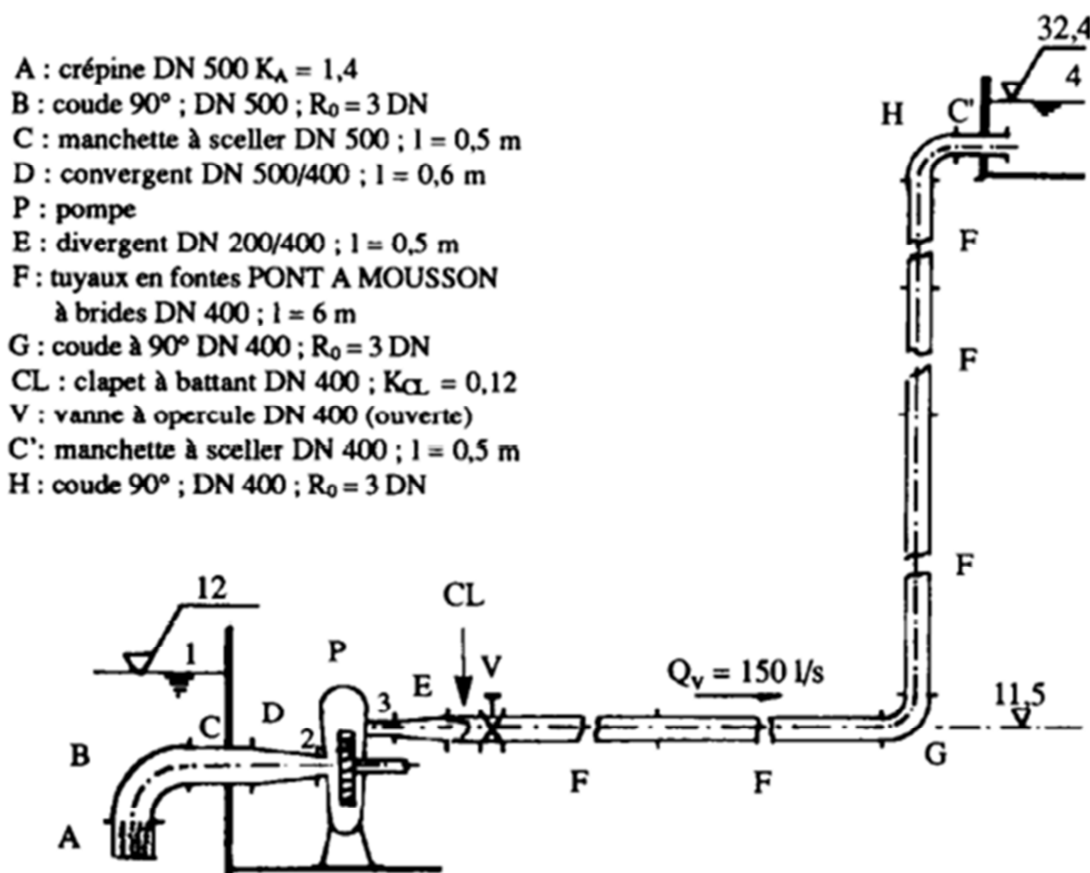 A : crépine DN 500 K_A = 1,4
B : coude 90° ; DN 500 ; R₀ = 3 DN
C : manchette à sceller DN 500 ; l = 0,5 m
D : convergent DN 500/400 ; l = 0,6 m
P : pompe
E : divergent DN 200/400 ; l = 0,5 m
F : tuyaux en fontes PONT A MOUSSON
à brides DN 400 ; l = 6 m
G : coude à 90° DN 400 ; R₀ = 3 DN
CL : clapet à battant DN 400 ; K_CL = 0,12
V : vanne à opercule DN 400 (ouverte)
C': manchette à sceller DN 400 ; l = 0,5 m
H : coude 90° ; DN 400 ; R₀ = 3 DN
32,4
4
H
C'
F
F
F
12
1
CL
P
V
Q_v = 150 l/s
E
3
11,5
C
D
2
B
G
F
F
A